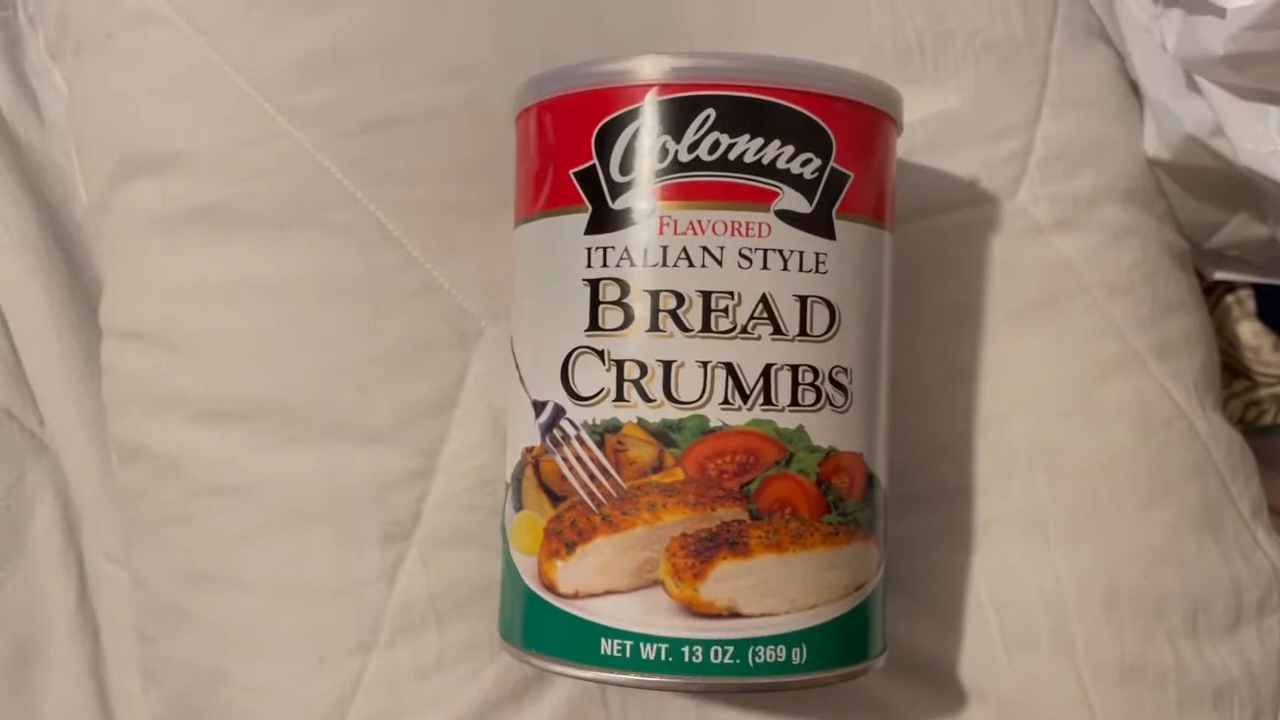 Colonna
FLAVORED
ITALIAN STYLE
BREAD
CRUMBS
NET WT. 13 OZ. (369 g)